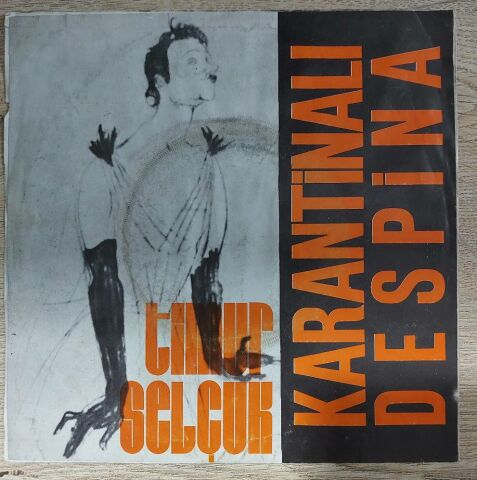 timur
selçuk
KARANTİNALI
DESPİNA